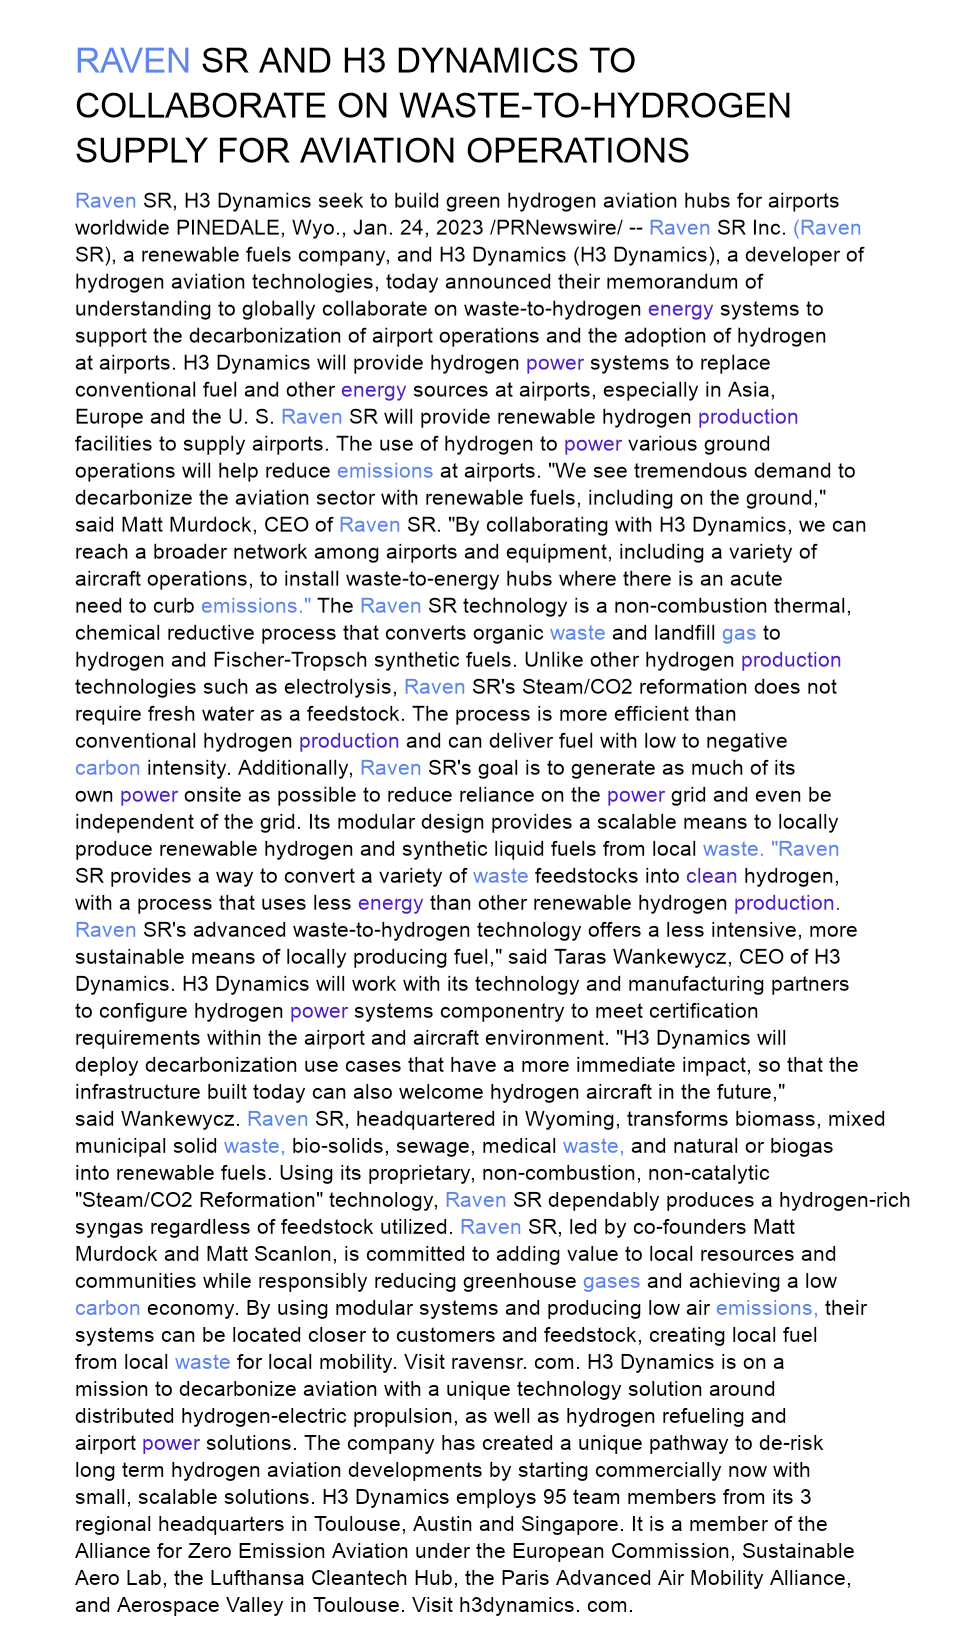 RAVEN SR AND H3 DYNAMICS TO
COLLABORATE ON WASTE-TO-HYDROGEN
SUPPLY FOR AVIATION OPERATIONS
Raven SR, H3 Dynamics seek to build green hydrogen aviation hubs for airports
worldwide PINEDALE, Wyo., Jan. 24, 2023 /PRNewswire/ -- Raven SR Inc. (Raven
SR), a renewable fuels company, and H3 Dynamics (H3 Dynamics), a developer of
hydrogen aviation technologies, today announced their memorandum of
understanding to globally collaborate on waste-to-hydrogen energy systems to
support the decarbonization of airport operations and the adoption of hydrogen
at airports. H3 Dynamics will provide hydrogen power systems to replace
conventional fuel and other energy sources at airports, especially in Asia,
Europe and the U. S. Raven SR will provide renewable hydrogen production
facilities to supply airports. The use of hydrogen to power various ground
operations will help reduce emissions at airports. "We see tremendous demand to
decarbonize the aviation sector with renewable fuels, including on the ground,"
said Matt Murdock, CEO of Raven SR. "By collaborating with H3 Dynamics, we can
reach a broader network among airports and equipment, including a variety of
aircraft operations, to install waste-to-energy hubs where there is an acute
need to curb emissions." The Raven SR technology is a non-combustion thermal,
chemical reductive process that converts organic waste and landfill gas to
hydrogen and Fischer-Tropsch synthetic fuels. Unlike other hydrogen production
technologies such as electrolysis, Raven SR's Steam/CO2 reformation does not
require fresh water as a feedstock. The process is more efficient than
conventional hydrogen production and can deliver fuel with low to negative
carbon intensity. Additionally, Raven SR's goal is to generate as much of its
own power onsite as possible to reduce reliance on the power grid and even be
independent of the grid. Its modular design provides a scalable means to locally
produce renewable hydrogen and synthetic liquid fuels from local waste. "Raven
SR provides a way to convert a variety of waste feedstocks into clean hydrogen,
with a process that uses less energy than other renewable hydrogen production.
Raven SR's advanced waste-to-hydrogen technology offers a less intensive, more
sustainable means of locally producing fuel," said Taras Wankewycz, CEO of H3
Dynamics. H3 Dynamics will work with its technology and manufacturing partners
to configure hydrogen power systems componentry to meet certification
requirements within the airport and aircraft environment. "H3 Dynamics will
deploy decarbonization use cases that have a more immediate impact, so that the
infrastructure built today can also welcome hydrogen aircraft in the future,"
said Wankewycz. Raven SR, headquartered in Wyoming, transforms biomass, mixed
municipal solid waste, bio-solids, sewage, medical waste, and natural or biogas
into renewable fuels. Using its proprietary, non-combustion, non-catalytic
"Steam/CO2 Reformation" technology, Raven SR dependably produces a hydrogen-rich
syngas regardless of feedstock utilized. Raven SR, led by co-founders Matt
Murdock and Matt Scanlon, is committed to adding value to local resources and
communities while responsibly reducing greenhouse gases and achieving a low
carbon economy. By using modular systems and producing low air emissions, their
systems can be located closer to customers and feedstock, creating local fuel
from local waste for local mobility. Visit ravensr. com. H3 Dynamics is on a
mission to decarbonize aviation with a unique technology solution around
distributed hydrogen-electric propulsion, as well as hydrogen refueling and
airport power solutions. The company has created a unique pathway to de-risk
long term hydrogen aviation developments by starting commercially now with
small, scalable solutions. H3 Dynamics employs 95 team members from its 3
regional headquarters in Toulouse, Austin and Singapore. It is a member of the
Alliance for Zero Emission Aviation under the European Commission, Sustainable
Aero Lab, the Lufthansa Cleantech Hub, the Paris Advanced Air Mobility Alliance,
and Aerospace Valley in Toulouse. Visit h3dynamics. com.